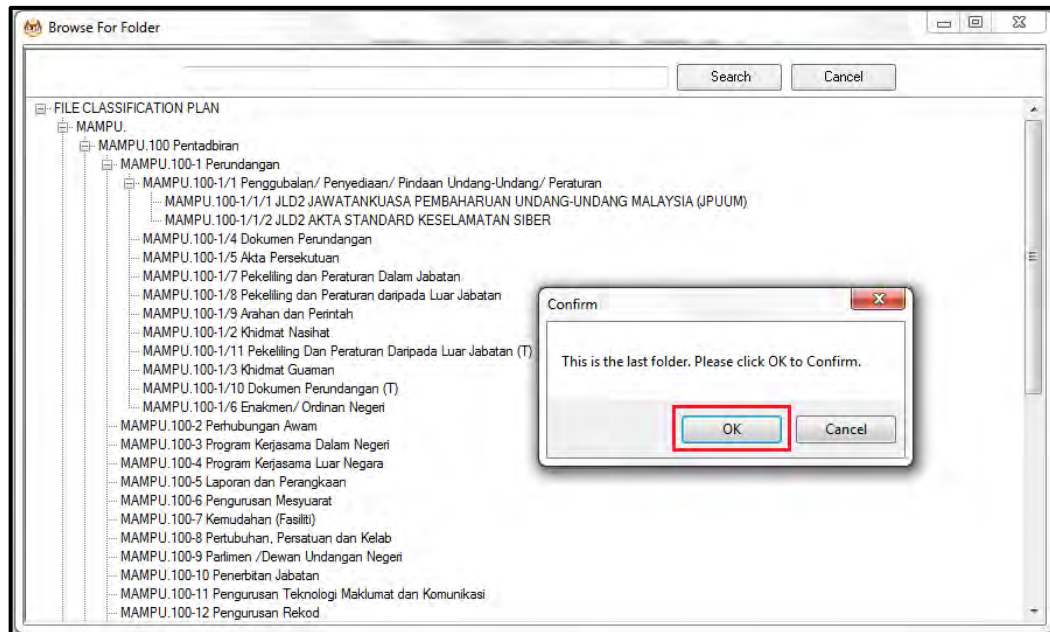 Browse For Folder
Search
Cancel
FILE CLASSIFICATION PLAN
MAMPU.
MAMPU.100 Pentadbiran
MAMPU.100-1 Perundangan
MAMPU.100-1/1 Penggubalan/ Penyediaan/ Pindaan Undang-Undang/ Peraturan
MAMPU.100-1/1/1 JLD2 JAWATANKUASA PEMBAHARUAN UNDANG-UNDANG MALAYSIA (JPUUM)
MAMPU.100-1/1/2 JLD2 AKTA STANDARD KESELAMATAN SIBER
MAMPU.100-1/4 Dokumen Perundangan
MAMPU.100-1/5 Akta Persekutuan
MAMPU.100-1/7 Pekeliling dan Peraturan Dalam Jabatan
MAMPU.100-1/8 Pekeliling dan Peraturan daripada Luar Jabatan
MAMPU.100-1/9 Arahan dan Perintah
MAMPU.100-1/2 Khidmat Nasihat
MAMPU.100-1/11 Pekeliling Dan Peraturan Daripada Luar Jabatan (T)
MAMPU.100-1/3 Khidmat Guaman
MAMPU.100-1/10 Dokumen Perundangan (T)
MAMPU.100-1/6 Enakmen/ Ordinan Negeri
MAMPU.100-2 Perhubungan Awam
MAMPU.100-3 Program Kerjasama Dalam Negeri
MAMPU.100-4 Program Kerjasama Luar Negara
MAMPU.100-5 Laporan dan Perangkaan
MAMPU.100-6 Pengurusan Mesyuarat
MAMPU.100-7 Kemudahan (Fasiliti)
MAMPU.100-8 Pertubuhan, Persatuan dan Kelab
MAMPU.100-9 Parlimen /Dewan Undangan Negeri
MAMPU.100-10 Penerbitan Jabatan
MAMPU.100-11 Pengurusan Teknologi Maklumat dan Komunikasi
MAMPU.100-12 Pengurusan Rekod
Confirm
This is the last folder. Please click OK to Confirm.
OK
Cancel